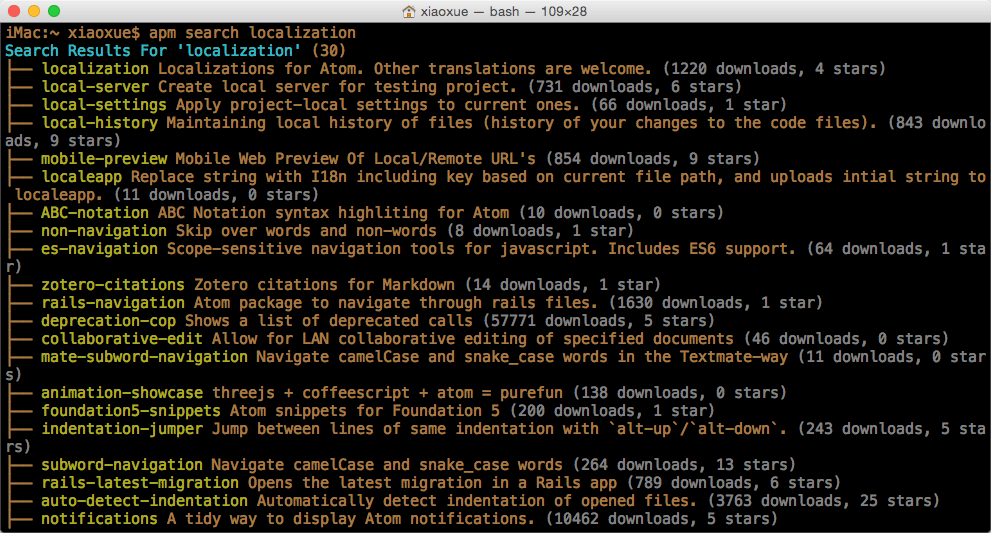 xiaoxue — bash — 109×28
iMac:~ xiaoxue$ apm search localization
Search Results For 'localization' (30)
├── localization Localizations for Atom. Other translations are welcome. (1220 downloads, 4 stars)
├── local-server Create local server for testing project. (731 downloads, 6 stars)
├── local-settings Apply project-local settings to current ones. (66 downloads, 1 star)
├── local-history Maintaining local history of files (history of your changes to the code files). (843 downlo
ads, 9 stars)
├── mobile-preview Mobile Web Preview Of Local/Remote URL's (854 downloads, 9 stars)
├── localeapp Replace string with I18n including key based on current file path, and uploads intial string to
 localeapp. (11 downloads, 0 stars)
├── ABC-notation ABC Notation syntax highliting for Atom (10 downloads, 0 stars)
├── non-navigation Skip over words and non-words (8 downloads, 1 star)
├── es-navigation Scope-sensitive navigation tools for javascript. Includes ES6 support. (64 downloads, 1 sta
r)
├── zotero-citations Zotero citations for Markdown (14 downloads, 1 star)
├── rails-navigation Atom package to navigate through rails files. (1630 downloads, 1 star)
├── deprecation-cop Shows a list of deprecated calls (57771 downloads, 5 stars)
├── collaborative-edit Allow for LAN collaborative editing of specified documents (46 downloads, 0 stars)
├── mate-subword-navigation Navigate camelCase and snake_case words in the Textmate-way (11 downloads, 0 star
s)
├── animation-showcase threejs + coffeescript + atom = purefun (138 downloads, 0 stars)
├── foundation5-snippets Atom snippets for Foundation 5 (200 downloads, 1 star)
├── indentation-jumper Jump between lines of same indentation with `alt-up`/`alt-down`. (243 downloads, 5 sta
rs)
├── subword-navigation Navigate camelCase and snake_case words (264 downloads, 13 stars)
├── rails-latest-migration Opens the latest migration in a Rails app (789 downloads, 6 stars)
├── auto-detect-indentation Automatically detect indentation of opened files. (3763 downloads, 25 stars)
├── notifications A tidy way to display Atom notifications. (10462 downloads, 5 stars)